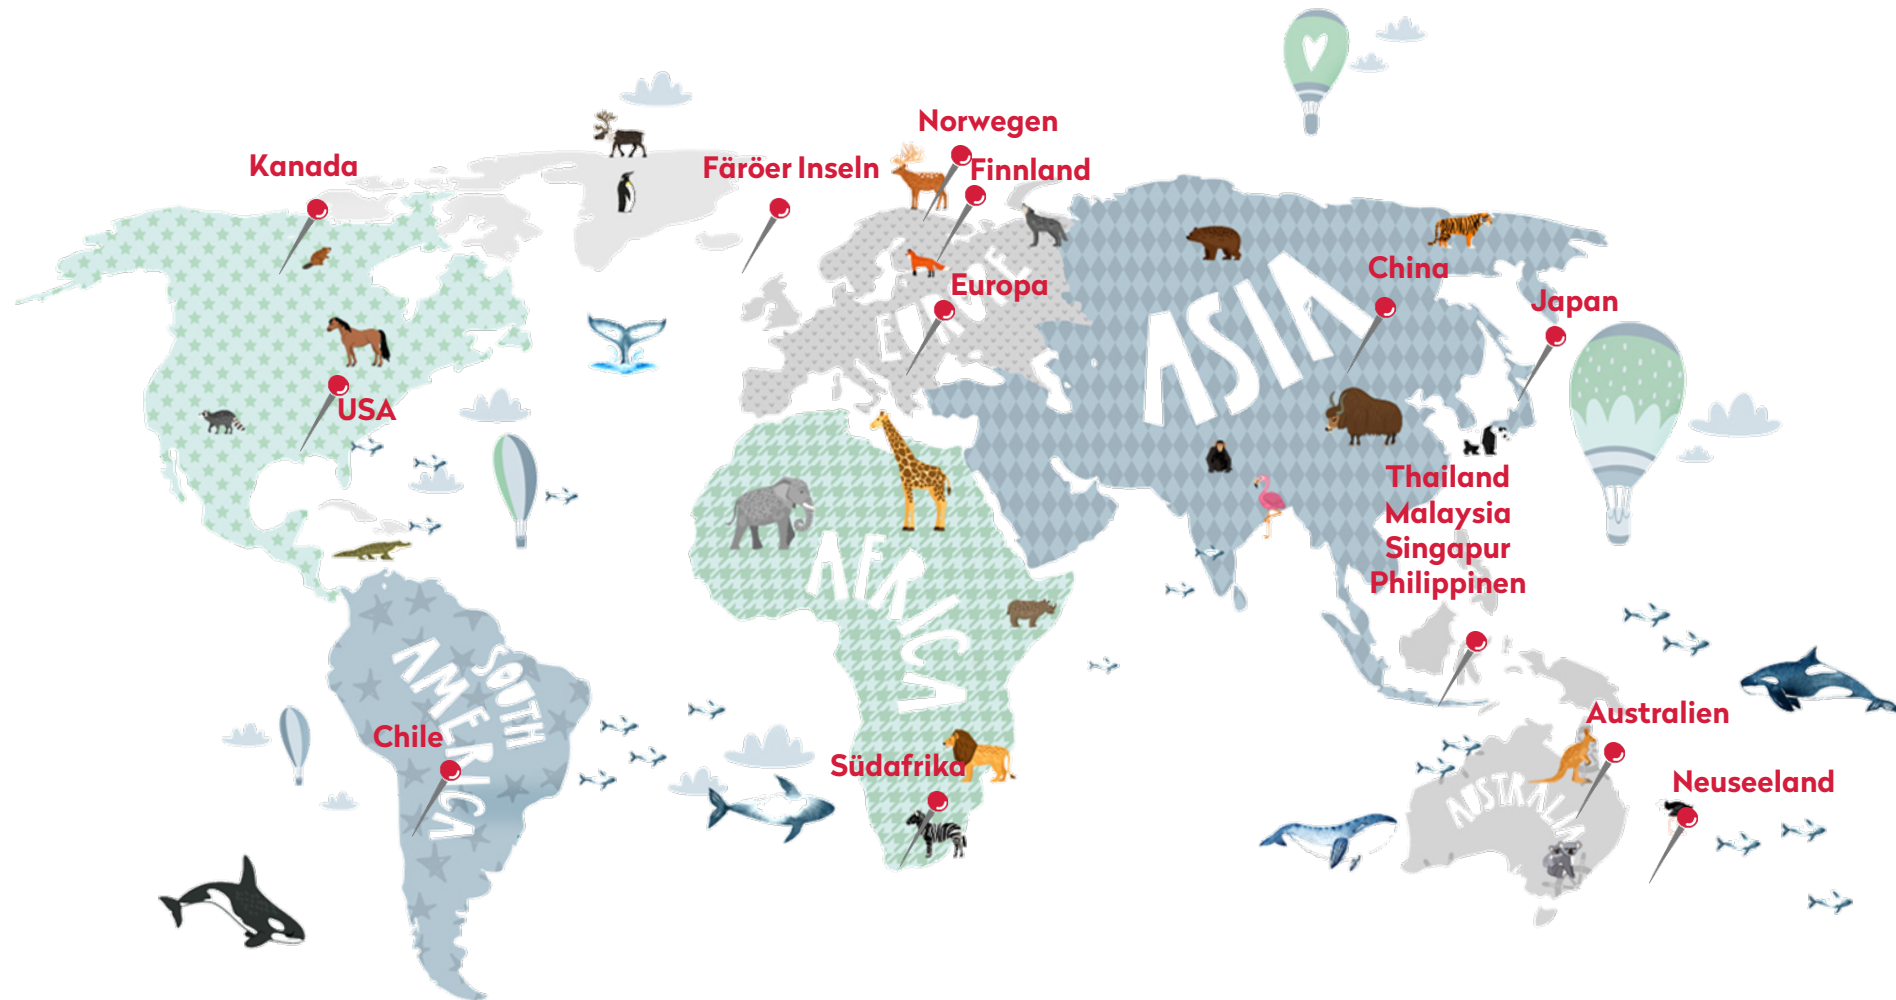 Norwegen
Kanada
Färöer Inseln
Finnland
EUROPE
Europa
ASIA
China
Japan
USA
Thailand
Malaysia
Singapur
Philippinen
AFRICA
SOUTH
AMERICA
Chile
Südafrika
Australien
AUSTRALIA
Neuseeland